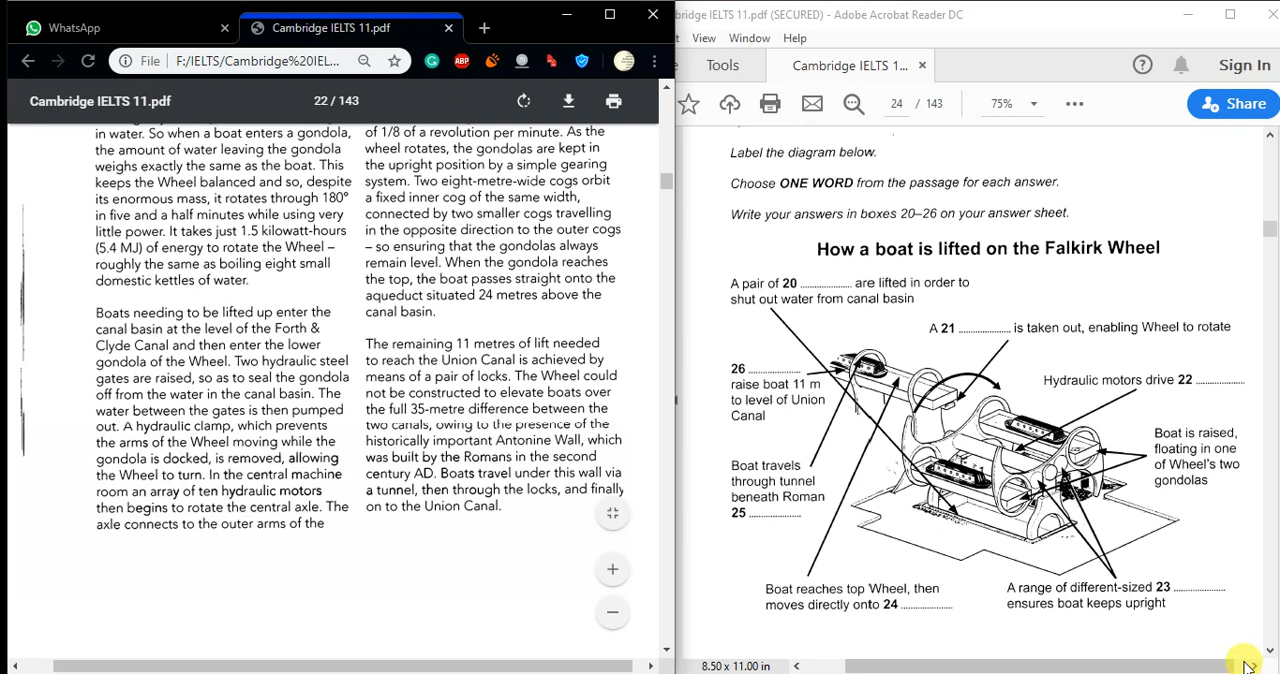 WhatsApp
Cambridge IELTS 11.pdf
File
F:/IELTS/Cambridge%20IEL...
ABP
Cambridge IELTS 11.pdf
22 / 143
in water. So when a boat enters a gondola,
the amount of water leaving the gondola
weighs exactly the same as the boat. This
keeps the Wheel balanced and so, despite
its enormous mass, it rotates through 180°
in five and a half minutes while using very
little power. It takes just 1.5 kilowatt-hours
(5.4 MJ) of energy to rotate the Wheel –
roughly the same as boiling eight small
domestic kettles of water.
Boats needing to be lifted up enter the
canal basin at the level of the Forth &
Clyde Canal and then enter the lower
gondola of the Wheel. Two hydraulic steel
gates are raised, so as to seal the gondola
off from the water in the canal basin. The
water between the gates is then pumped
out. A hydraulic clamp, which prevents
the arms of the Wheel moving while the
gondola is docked, is removed, allowing
the Wheel to turn. In the central machine
room an array of ten hydraulic motors
then begins to rotate the central axle. The
axle connects to the outer arms of the
of 1/8 of a revolution per minute. As the
wheel rotates, the gondolas are kept in
the upright position by a simple gearing
system. Two eight-metre-wide cogs orbit
a fixed inner cog of the same width,
connected by two smaller cogs travelling
in the opposite direction to the outer cogs
– so ensuring that the gondolas always
remain level. When the gondola reaches
the top, the boat passes straight onto the
aqueduct situated 24 metres above the
canal basin.
The remaining 11 metres of lift needed
to reach the Union Canal is achieved by
means of a pair of locks. The Wheel could
not be constructed to elevate boats over
the full 35-metre difference between the
two canals, owing to the presence of the
historically important Antonine Wall, which
was built by the Romans in the second
century AD. Boats travel under this wall via
a tunnel, then through the locks, and finally
on to the Union Canal.
bridge IELTS 11.pdf (SECURED) - Adobe Acrobat Reader DC
View Window Help
Tools
Cambridge IELTS 1...
Sign In
24 / 143
75%
Share
Label the diagram below.
Choose ONE WORD from the passage for each answer.
Write your answers in boxes 20–26 on your answer sheet.
How a boat is lifted on the Falkirk Wheel
A pair of 20 .................. are lifted in order to
shut out water from canal basin
A 21 .................. is taken out, enabling Wheel to rotate
26 ..................
raise boat 11 m
to level of Union
Canal
Hydraulic motors drive 22 ..................
Boat is raised,
floating in one
of Wheel's two
gondolas
Boat travels
through tunnel
beneath Roman
25 ..................
Boat reaches top Wheel, then
moves directly onto 24 ..................
A range of different-sized 23 ..................
ensures boat keeps upright
8.50 x 11.00 in